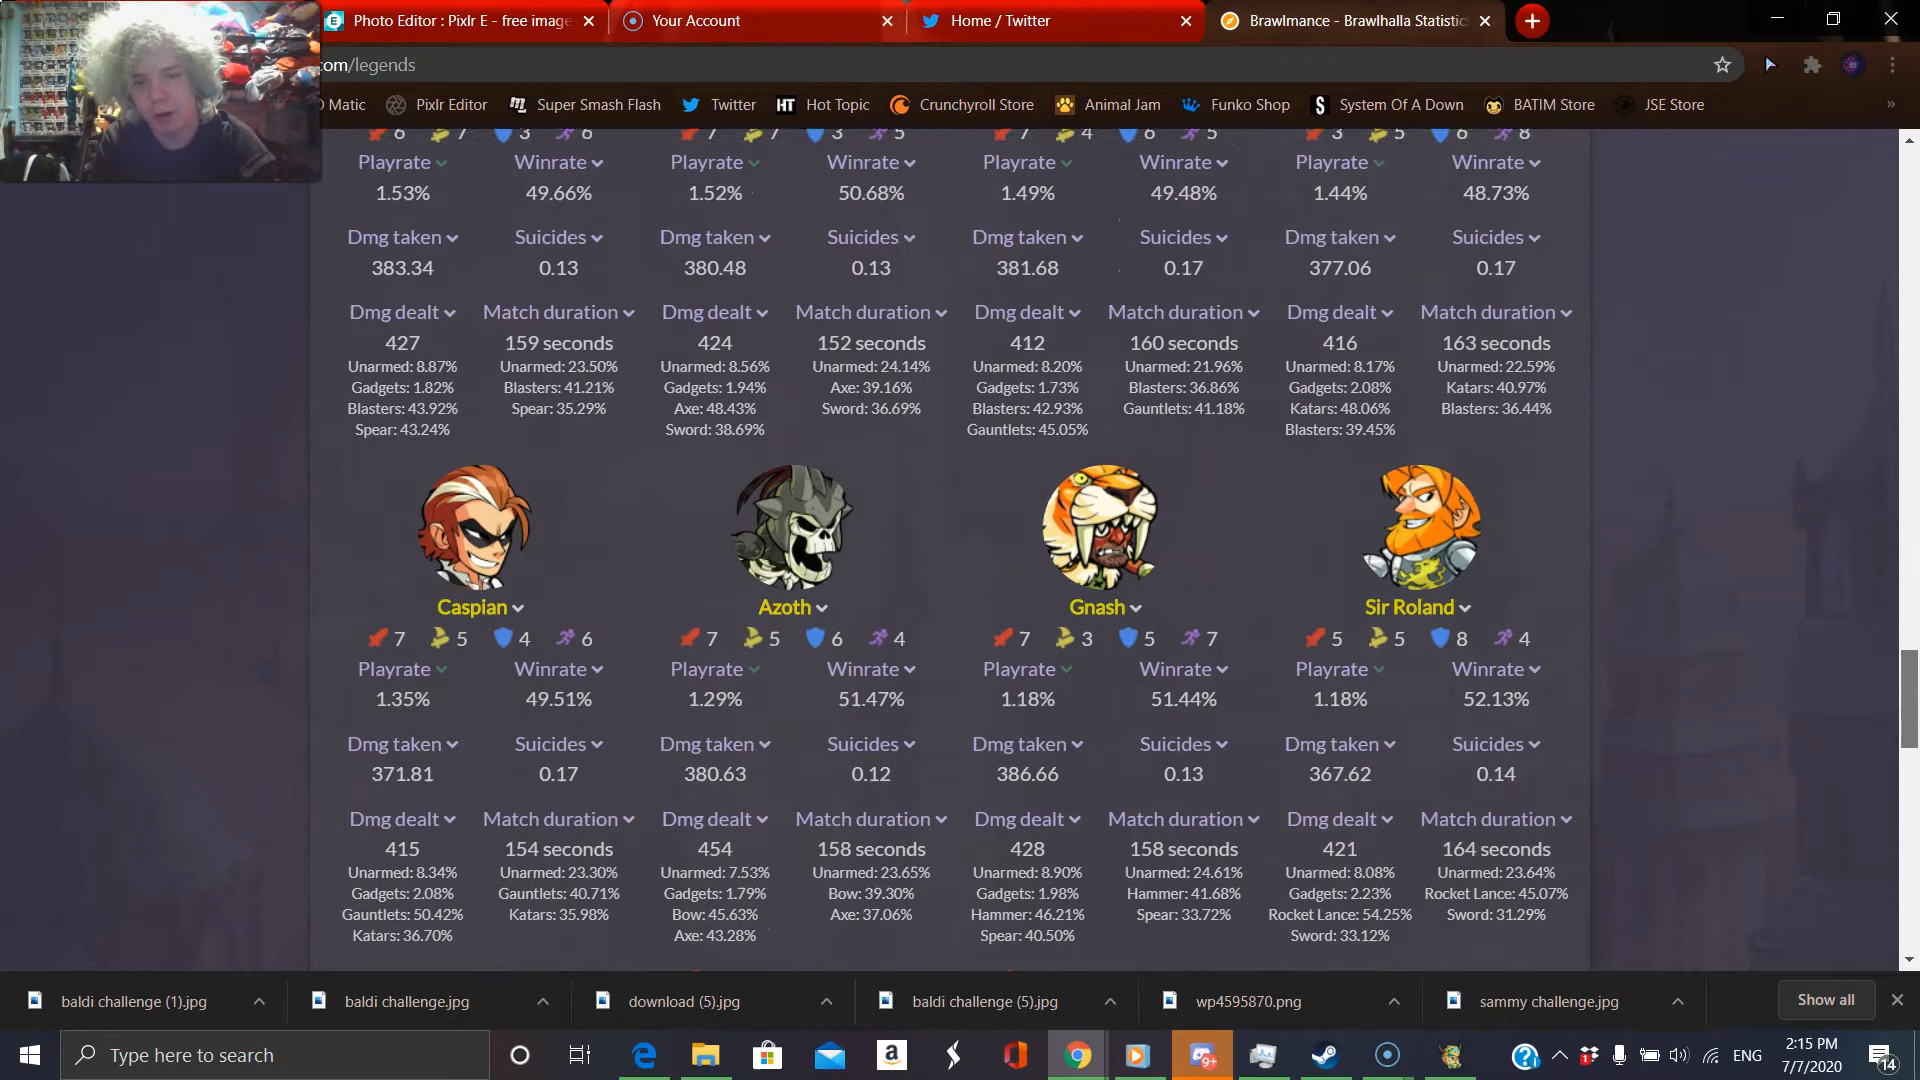 Photo Editor : Pixlr E - free image
Your Account
Home / Twitter
Brawlmance - Brawlhalla Statistic
com/legends
Matic
Pixlr Editor
Super Smash Flash
Twitter
HT Hot Topic
Crunchyroll Store
Animal Jam
Funko Shop
System Of A Down
BATIM Store
JSE Store
6 7 3 6 7 7 3 5 7 4 6 5 3 5 6 8
Playrate Winrate Playrate Winrate Playrate Winrate Playrate Winrate
1.53% 49.66% 1.52% 50.68% 1.49% 49.48% 1.44% 48.73%
Dmg taken Suicides Dmg taken Suicides Dmg taken Suicides Dmg taken Suicides
383.34 0.13 380.48 0.13 381.68 0.17 377.06 0.17
Dmg dealt Match duration Dmg dealt Match duration Dmg dealt Match duration Dmg dealt Match duration
427 159 seconds 424 152 seconds 412 160 seconds 416 163 seconds
Unarmed: 8.87% Unarmed: 23.50% Unarmed: 8.56% Unarmed: 24.14% Unarmed: 8.20% Unarmed: 21.96% Unarmed: 8.17% Unarmed: 22.59%
Gadgets: 1.82% Blasters: 41.21% Gadgets: 1.94% Axe: 39.16% Gadgets: 1.73% Blasters: 36.86% Gadgets: 2.08% Katars: 40.97%
Blasters: 43.92% Spear: 35.29% Axe: 48.43% Sword: 36.69% Blasters: 42.93% Gauntlets: 41.18% Katars: 48.06% Blasters: 36.44%
Spear: 43.24% Sword: 38.69% Gauntlets: 45.05% Blasters: 39.45%
Caspian Azoth Gnash Sir Roland
7 5 4 6 7 5 6 4 7 3 5 7 5 5 8 4
Playrate Winrate Playrate Winrate Playrate Winrate Playrate Winrate
1.35% 49.51% 1.29% 51.47% 1.18% 51.44% 1.18% 52.13%
Dmg taken Suicides Dmg taken Suicides Dmg taken Suicides Dmg taken Suicides
371.81 0.17 380.63 0.12 386.66 0.13 367.62 0.14
Dmg dealt Match duration Dmg dealt Match duration Dmg dealt Match duration Dmg dealt Match duration
415 154 seconds 454 158 seconds 428 158 seconds 421 164 seconds
Unarmed: 8.34% Unarmed: 23.30% Unarmed: 7.53% Unarmed: 23.65% Unarmed: 8.90% Unarmed: 24.61% Unarmed: 8.08% Unarmed: 23.64%
Gadgets: 2.08% Gauntlets: 40.71% Gadgets: 1.79% Bow: 39.30% Gadgets: 1.98% Hammer: 41.68% Gadgets: 2.23% Rocket Lance: 45.07%
Gauntlets: 50.42% Katars: 35.98% Bow: 45.63% Axe: 37.06% Hammer: 46.21% Spear: 33.72% Rocket Lance: 54.25% Sword: 31.29%
Katars: 36.70% Axe: 43.28% Spear: 40.50% Sword: 33.12%
baldi challenge (1).jpg
baldi challenge.jpg
download (5).jpg
baldi challenge (5).jpg
wp4595870.png
sammy challenge.jpg
Show all
Type here to search
9+
ENG
2:15 PM
7/7/2020
14